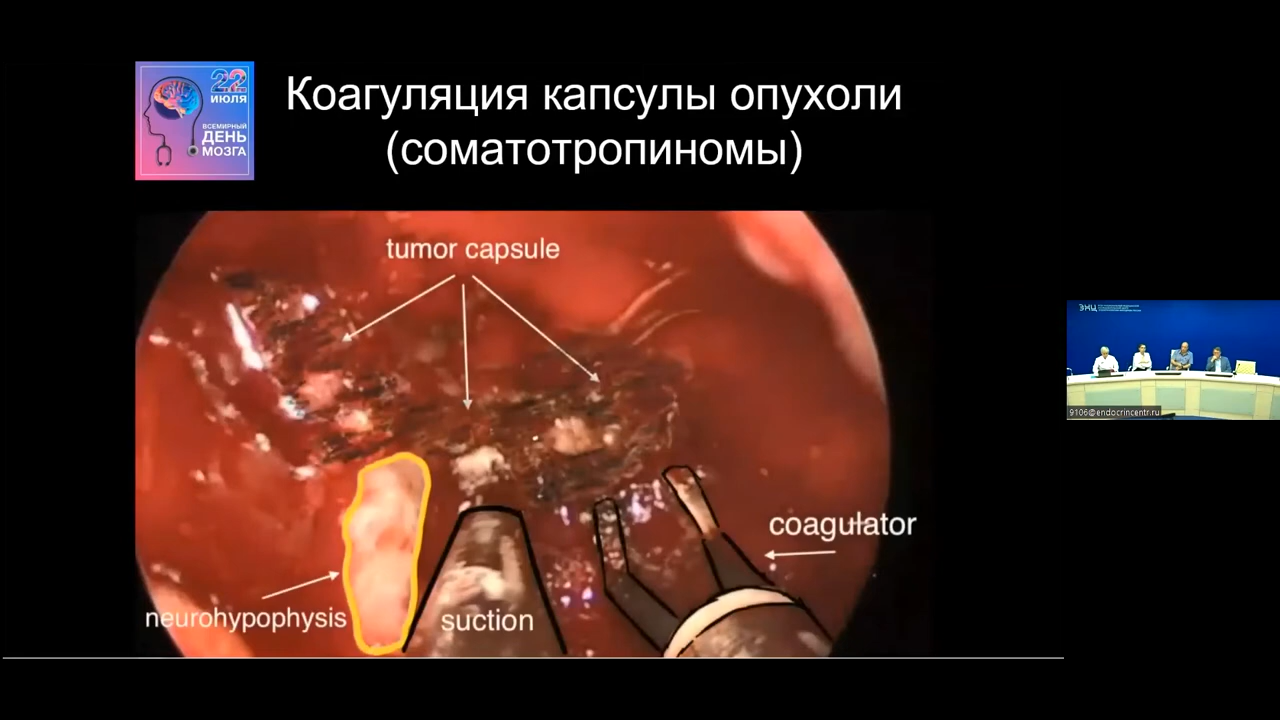 22
ИЮЛЯ
ВСЕМИРНЫЙ
ДЕНЬ
МОЗГА
Коагуляция капсулы опухоли
(соматотропиномы)
tumor capsule
coagulator
neurohypophysis
suction
ЭНЦ
9106@endocrincentr.ru